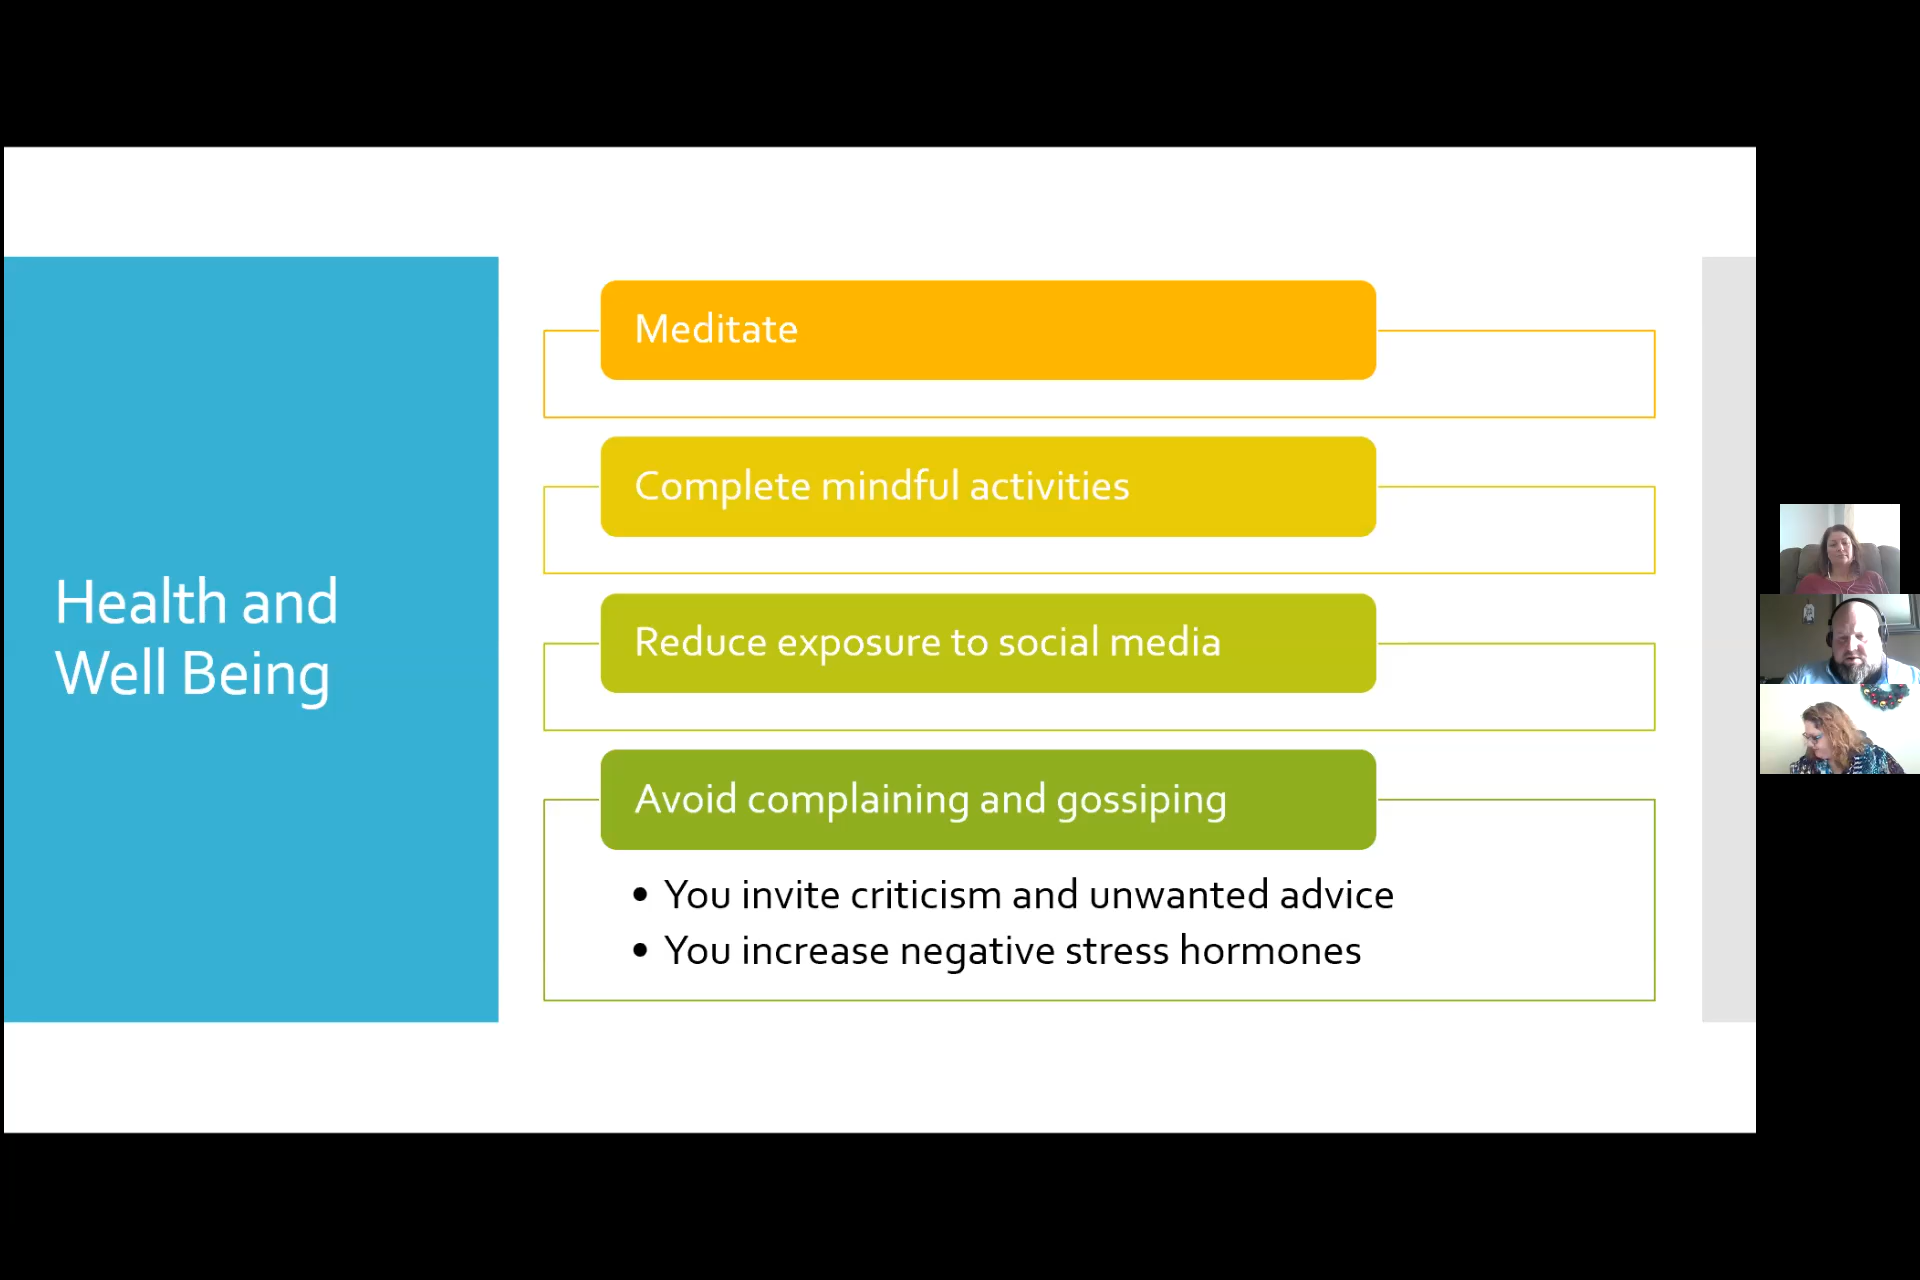 Health and
Well Being
Meditate
Complete mindful activities
Reduce exposure to social media
Avoid complaining and gossiping
• You invite criticism and unwanted advice
• You increase negative stress hormones